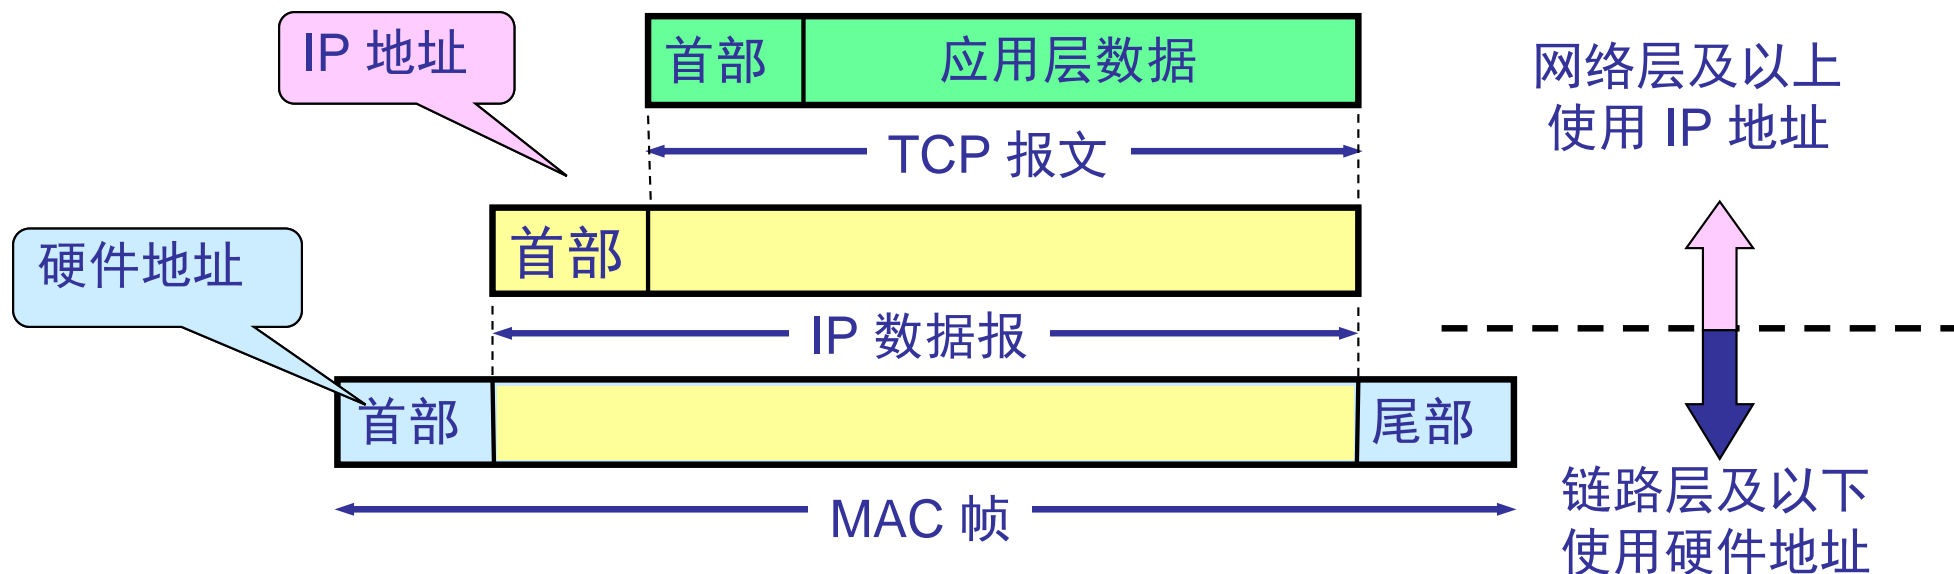 IP 地址
首部
应用层数据
网络层及以上
使用 IP 地址
TCP 报文
硬件地址
首部
IP 数据报
首部
尾部
MAC 帧
链路层及以下
使用硬件地址